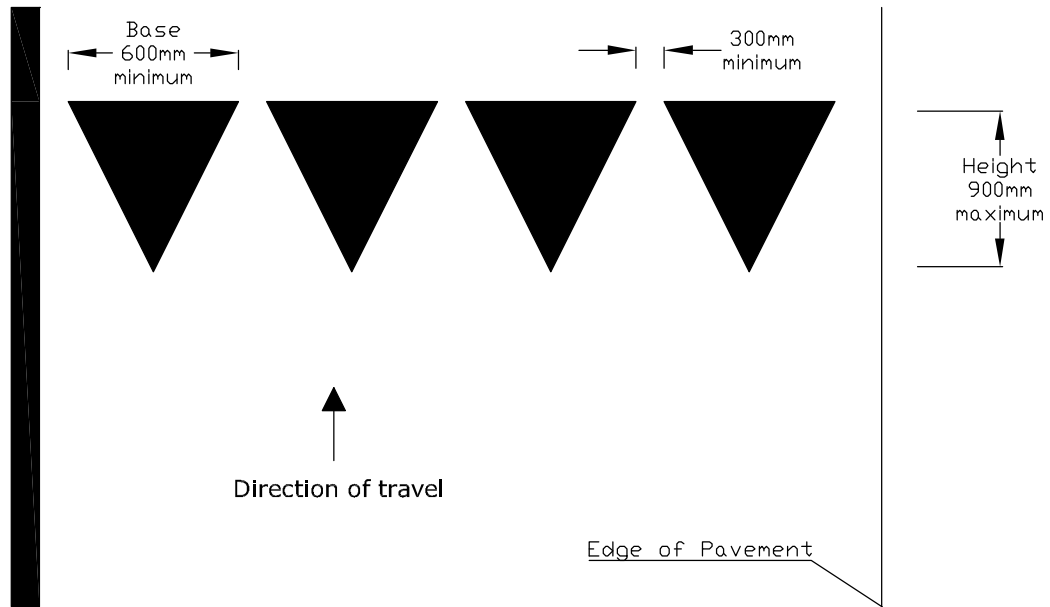 Base
600mm
minimum
300mm
minimum
Height
900mm
maximum
Direction of travel
Edge of Pavement